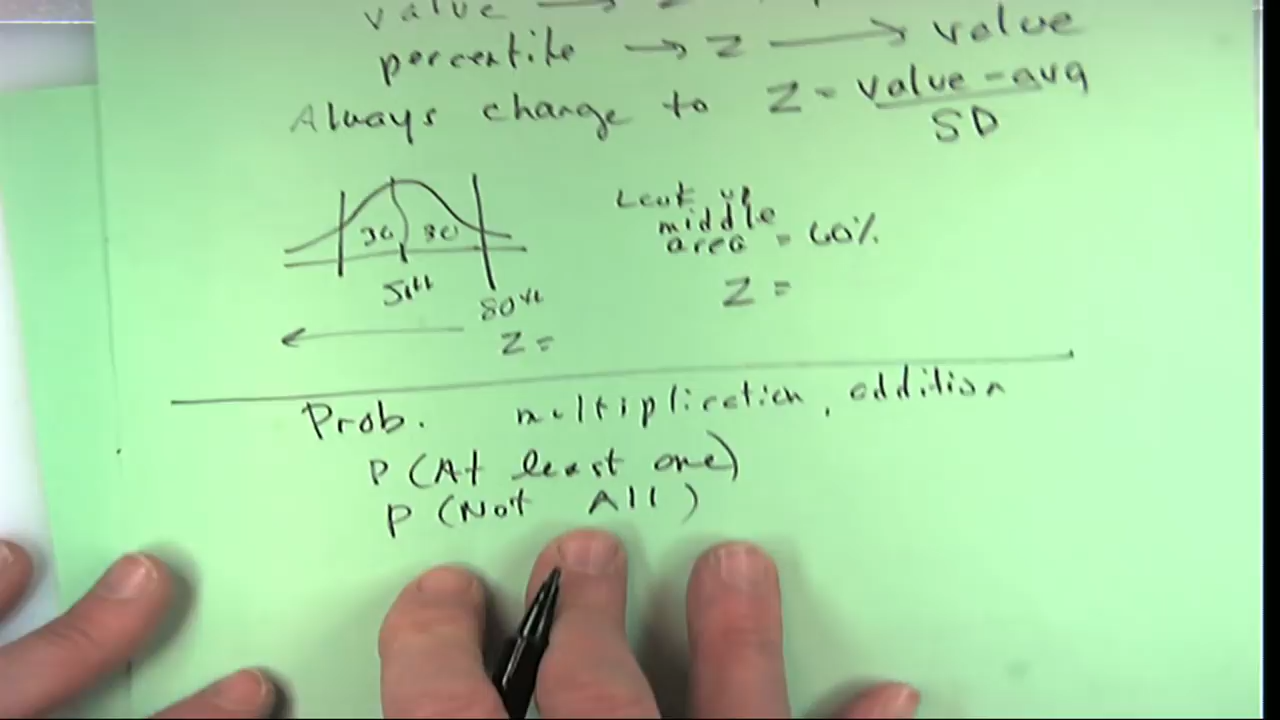 value → z
percentile → z → value
Always change to z = value - avg
SD
30 30
50th
80th
z =
Look up
middle
area = 60%
z =
Prob. multiplication, addition
P (At least one)
P (Not All)